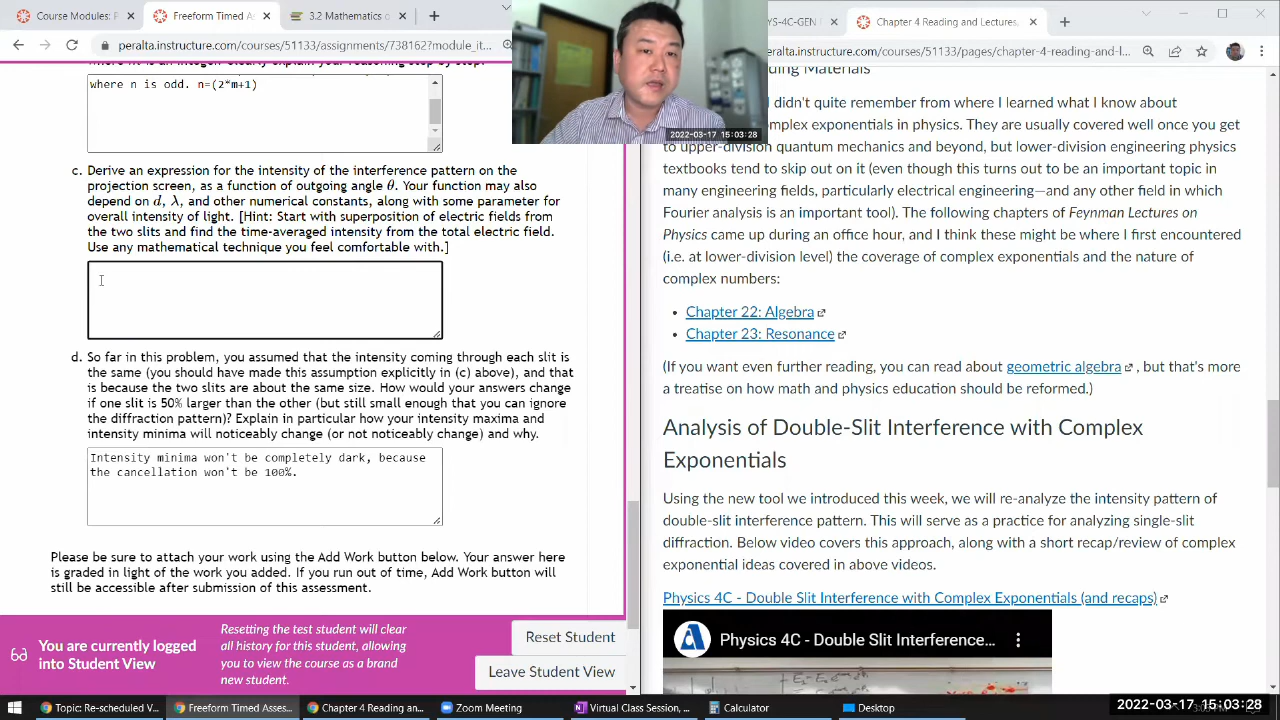 Course Modules: P
Freeform Timed As
3.2 Mathematical c
YS-4C-GEN
Chapter 4 Reading and Lectures
peralta.instructure.com/courses/51133/assignments/738162?module_it...
peralta.instructure.com/courses/51133/pages/chapter-4-reading-and-l...
where m is an integer clearly explain your reasoning step by step.
where n is odd. n=(2*m+1)
2022-03-17 15:03:28
c. Derive an expression for the intensity of the interference pattern on the
projection screen, as a function of outgoing angle θ. Your function may also
depend on d, λ, and other numerical constants, along with some parameter for
overall intensity of light. [Hint: Start with superposition of electric fields from
the two slits and find the time-averaged intensity from the total electric field.
Use any mathematical technique you feel comfortable with.]
d. So far in this problem, you assumed that the intensity coming through each slit is
the same (you should have made this assumption explicitly in (c) above), and that
is because the two slits are about the same size. How would your answers change
if one slit is 50% larger than the other (but still small enough that you can ignore
the diffraction pattern)? Explain in particular how your intensity maxima and
intensity minima will noticeably change (or not noticeably change) and why.
Intensity minima won't be completely dark, because
the cancellation won't be 100%.
Please be sure to attach your work using the Add Work button below. Your answer here
is graded in light of the work you added. If you run out of time, Add Work button will
still be accessible after submission of this assessment.
You are currently logged
into Student View
Resetting the test student will clear
all history for this student, allowing
you to view the course as a brand
new student.
Reset Student
Leave Student View
ding Materials
I didn't quite remember from where I learned what I know about
mplex exponentials in physics. They are usually covered well once you get
to upper-division quantum mechanics and beyond, but lower-division engineering physics
textbooks tend to skip out on it (even though this turns out to be an important topic in
many engineering fields, particularly electrical engineering—and any other field in which
Fourier analysis is an important tool). The following chapters of Feynman Lectures on
Physics came up during an office hour, and I think these might be where I first encountered
(i.e. at lower-division level) the coverage of complex exponentials and the nature of
complex numbers:
• Chapter 22: Algebra
• Chapter 23: Resonance
(If you want even further reading, you can read about geometric algebra , but that's more
a treatise on how math and physics education should be reformed.)
Analysis of Double-Slit Interference with Complex
Exponentials
Using the new tool we introduced this week, we will re-analyze the intensity pattern of
double-slit interference pattern. This will serve as a practice for analyzing single-slit
diffraction. Below video covers this approach, along with a short recap/review of complex
exponential ideas covered in above videos.
Physics 4C - Double Slit Interference with Complex Exponentials (and recaps)
Physics 4C - Double Slit Interference...
Topic: Re-scheduled V...
Freeform Timed Asses...
Chapter 4 Reading an...
Zoom Meeting
Virtual Class Session, ...
Calculator
Desktop
2022-03-17 15:03:28